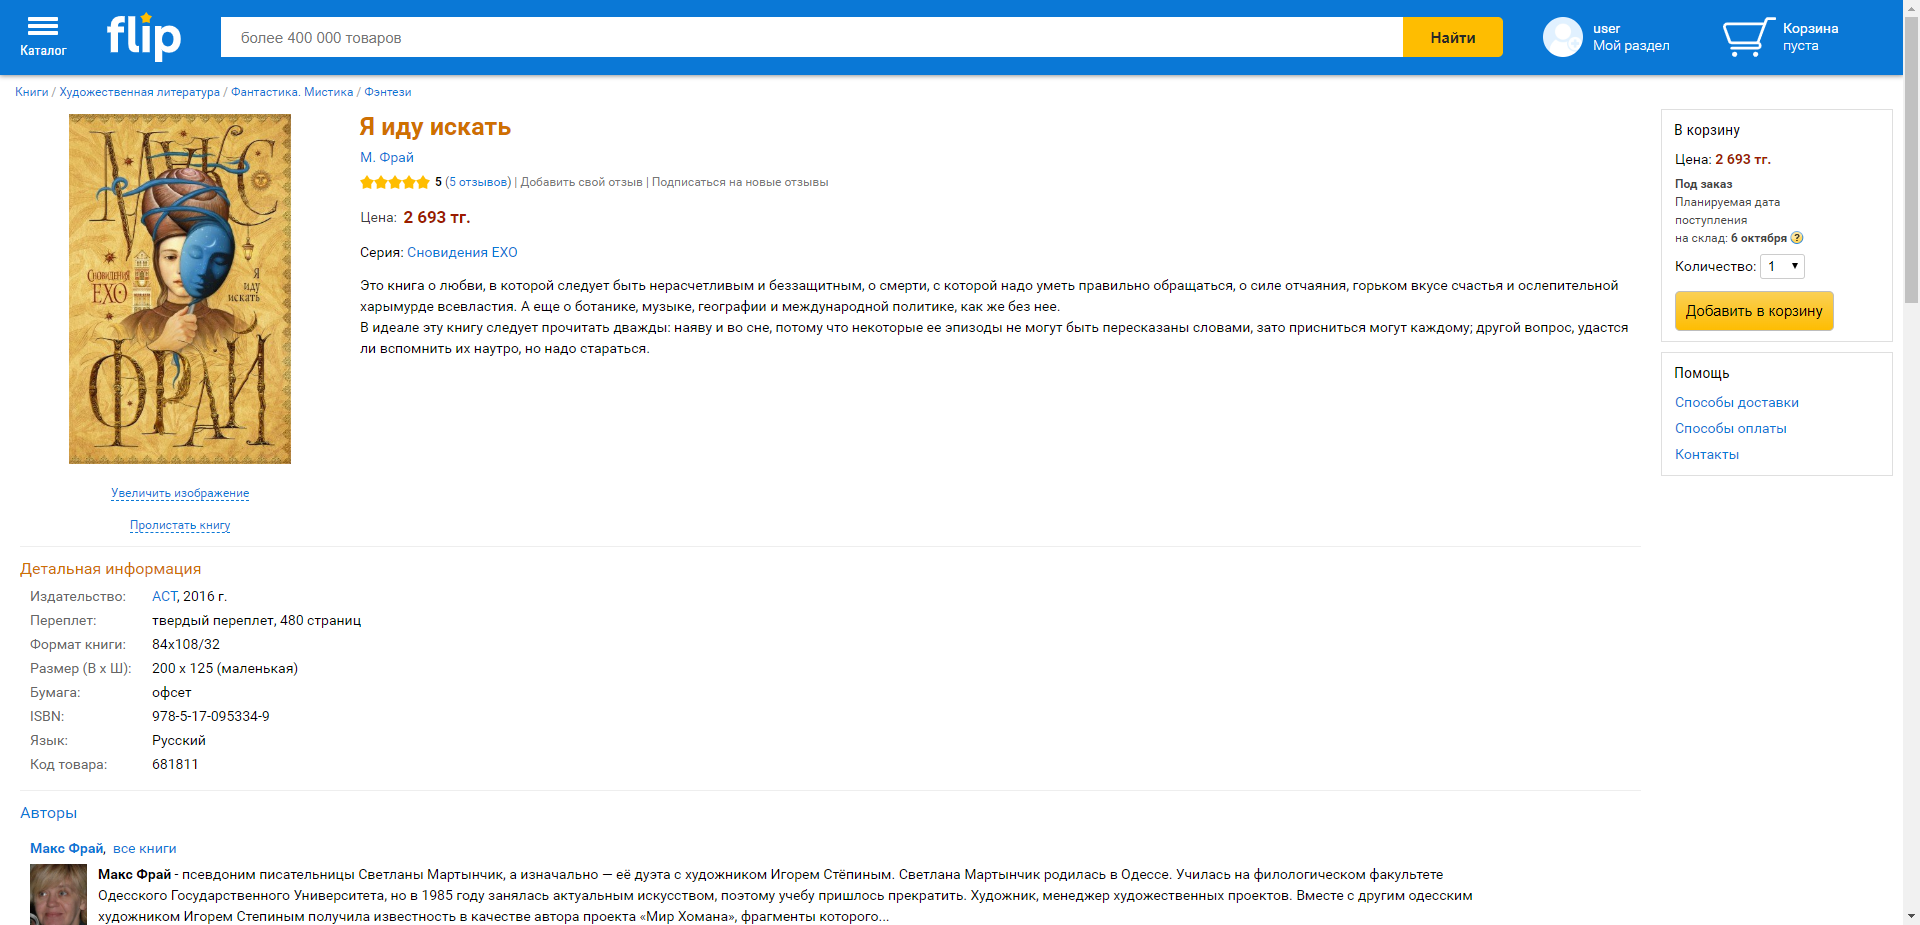 Каталог
flip
более 400 000 товаров
Найти
user
Мой раздел
Корзина
пуста
Книги / Художественная литература / Фантастика. Мистика / Фэнтези
МАКС
СНОВИДЕНИЯ
ЕХО
Я
иду
искать
ФРАЙ
Увеличить изображение
Пролистать книгу
Я иду искать
М. Фрай
5 (5 отзывов) | Добавить свой отзыв | Подписаться на новые отзывы
Цена: 2 693 тг.
Серия: Сновидения ЕХО
Это книга о любви, в которой следует быть нерасчетливым и беззащитным, о смерти, с которой надо уметь правильно обращаться, о силе отчаяния, горьком вкусе счастья и ослепительной
харымурде всевластия. А еще о ботанике, музыке, географии и международной политике, как же без нее.
В идеале эту книгу следует прочитать дважды: наяву и во сне, потому что некоторые ее эпизоды не могут быть пересказаны словами, зато присниться могут каждому; другой вопрос, удастся
ли вспомнить их наутро, но надо стараться.
В корзину
Цена: 2 693 тг.
Под заказ
Планируемая дата
поступления
на склад: 6 октября ?
Количество: 1
Добавить в корзину
Помощь
Способы доставки
Способы оплаты
Контакты
Детальная информация
Издательство: АСТ, 2016 г.
Переплет: твердый переплет, 480 страниц
Формат книги: 84x108/32
Размер (В x Ш): 200 x 125 (маленькая)
Бумага: офсет
ISBN: 978-5-17-095334-9
Язык: Русский
Код товара: 681811
Авторы
Макс Фрай, все книги
Макс Фрай - псевдоним писательницы Светланы Мартынчик, а изначально — её дуэта с художником Игорем Стёпиным. Светлана Мартынчик родилась в Одессе. Училась на филологическом факультете
Одесского Государственного Университета, но в 1985 году занялась актуальным искусством, поэтому учебу пришлось прекратить. Художник, менеджер художественных проектов. Вместе с другим одесским
художником Игорем Степиным получила известность в качестве автора проекта «Мир Хомана», фрагменты которого...